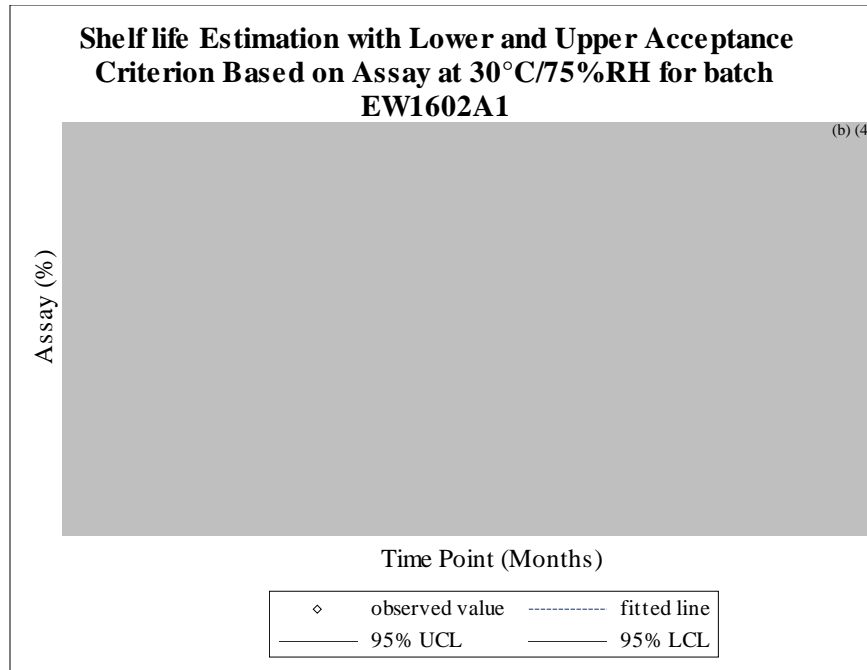 Shelf life Estimation with Lower and Upper Acceptance
Criterion Based on Assay at 30°C/75%RH for batch
EW1602A1
(b) (4
Assay (%)
Time Point (Months)
observed value fitted line
95% UCL 95% LCL